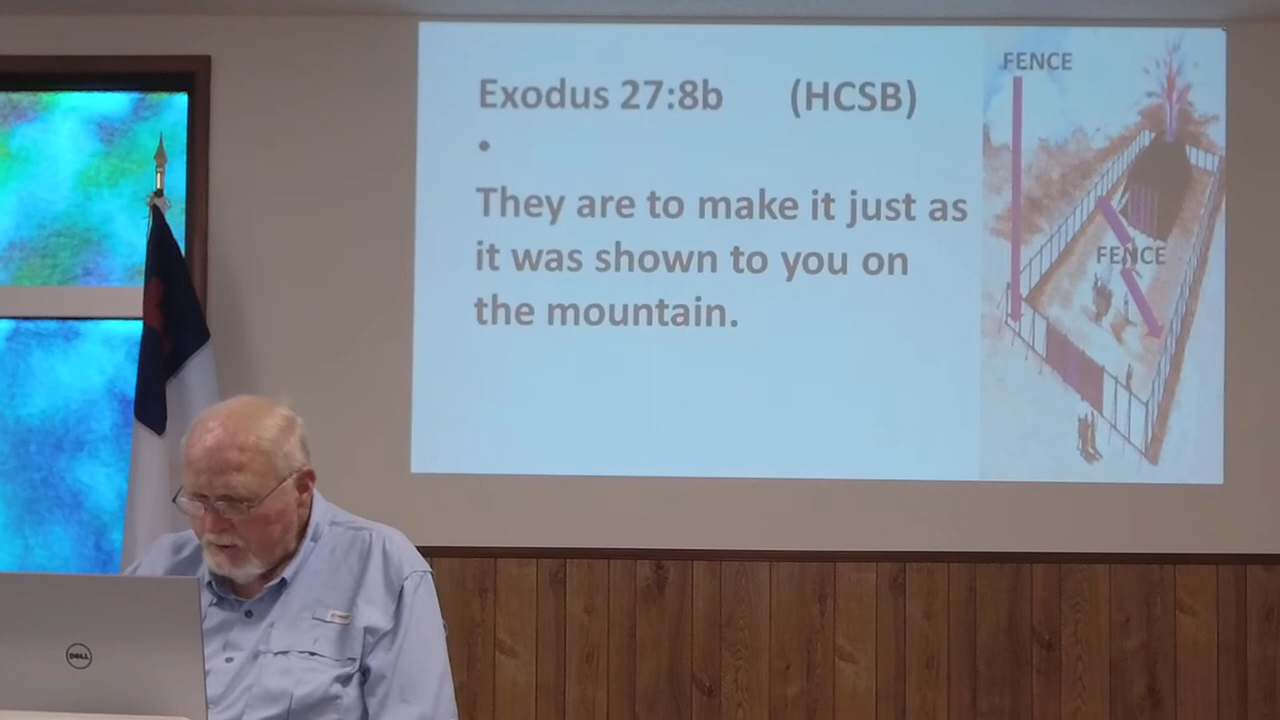 Exodus 27:8b (HCSB)
•
They are to make it just as
it was shown to you on
the mountain.
FENCE
FENCE
DELL